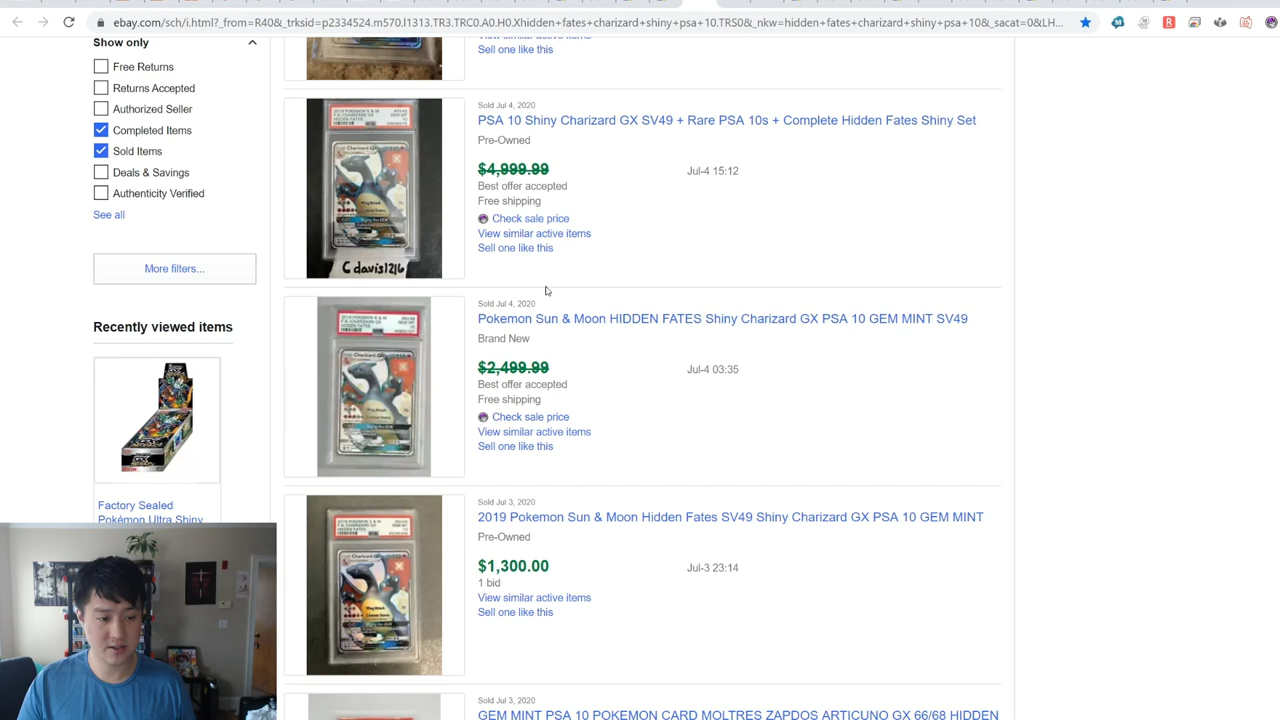 ebay.com/sch/i.html?_from=R40&_trksid=p2334524.m570.l1313.TR3.TRC0.A0.H0.Xhidden+fates+charizard+shiny+psa+10.TRS0&_nkw=hidden+fates+charizard+shiny+psa+10&_sacat=0&LH...
Show only
Free Returns
Returns Accepted
Authorized Seller
Completed Items
Sold Items
Deals & Savings
Authenticity Verified
See all
More filters...
Recently viewed items
Factory Sealed
Pokémon Ultra Shiny
Sell one like this
Sold Jul 4, 2020
PSA 10 Shiny Charizard GX SV49 + Rare PSA 10s + Complete Hidden Fates Shiny Set
Pre-Owned
$4,999.99
Jul-4 15:12
Best offer accepted
Free shipping
Check sale price
View similar active items
Sell one like this
Charizard GX
C davis1216
Sold Jul 4, 2020
Pokemon Sun & Moon HIDDEN FATES Shiny Charizard GX PSA 10 GEM MINT SV49
Brand New
$2,499.99
Jul-4 03:35
Best offer accepted
Free shipping
Check sale price
View similar active items
Sell one like this
Charizard GX
Sold Jul 3, 2020
2019 Pokemon Sun & Moon Hidden Fates SV49 Shiny Charizard GX PSA 10 GEM MINT
Pre-Owned
$1,300.00
Jul-3 23:14
1 bid
View similar active items
Sell one like this
Charizard GX
Sold Jul 3, 2020
GEM MINT PSA 10 POKEMON CARD MOLTRES ZAPDOS ARTICUNO GX 66/68 HIDDEN